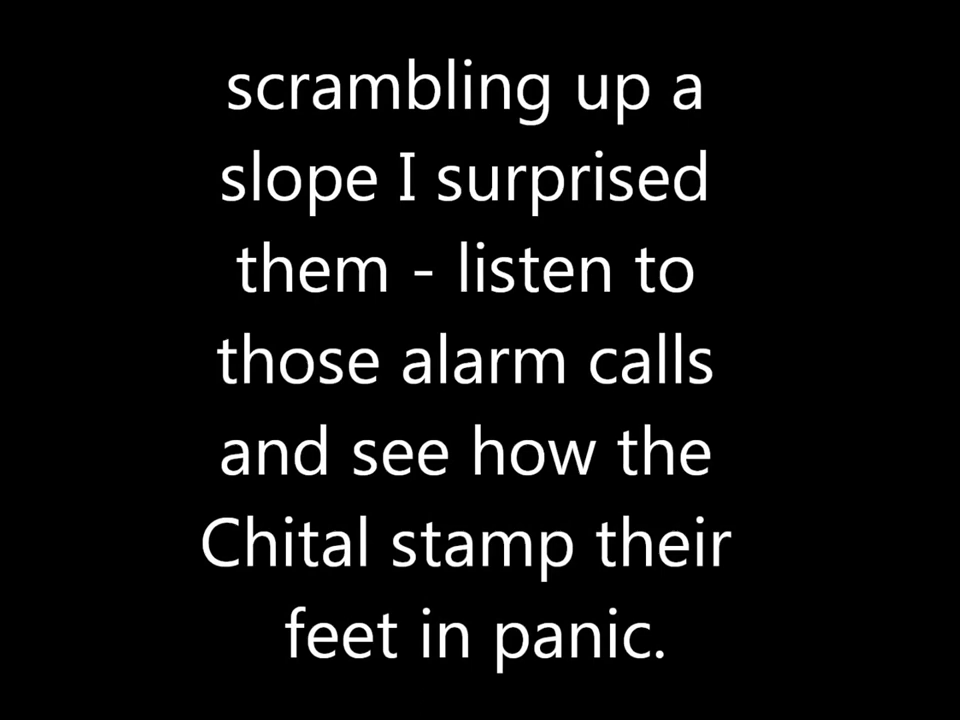 scrambling up a
slope I surprised
them - listen to
those alarm calls
and see how the
Chital stamp their
feet in panic.